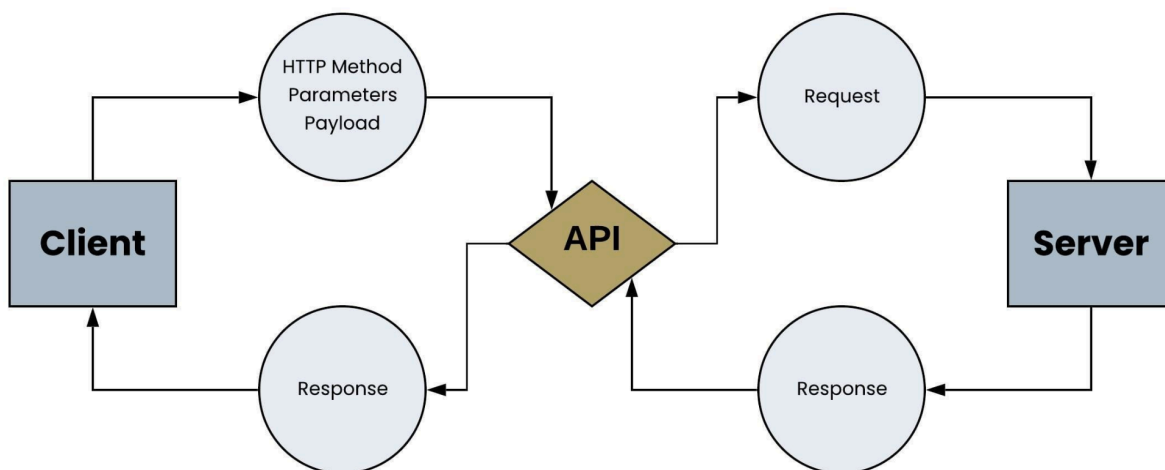 HTTP Method
Parameters
Payload
Request
Client
API
Server
Response
Response